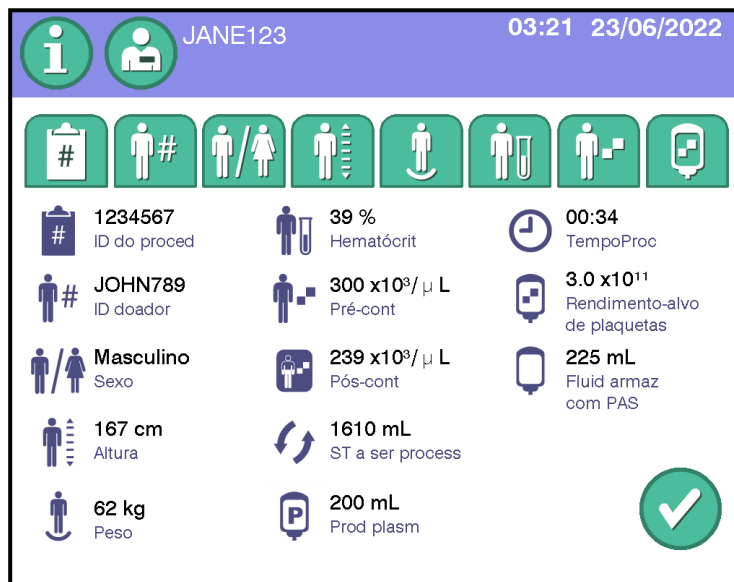 JANE123
03:21 23/06/2022
#
#
1234567
ID do proced
JOHN789
ID doador
Masculino
Sexo
167 cm
Altura
62 kg
Peso
39 %
Hematócrit
300 x10³/ μ L
Pré-cont
239 x10³/ μ L
Pós-cont
1610 mL
ST a ser process
200 mL
P
Prod plasm
00:34
TempoProc
3.0 x10¹¹
Rendimento-alvo
de plaquetas
225 mL
Fluid armaz
com PAS